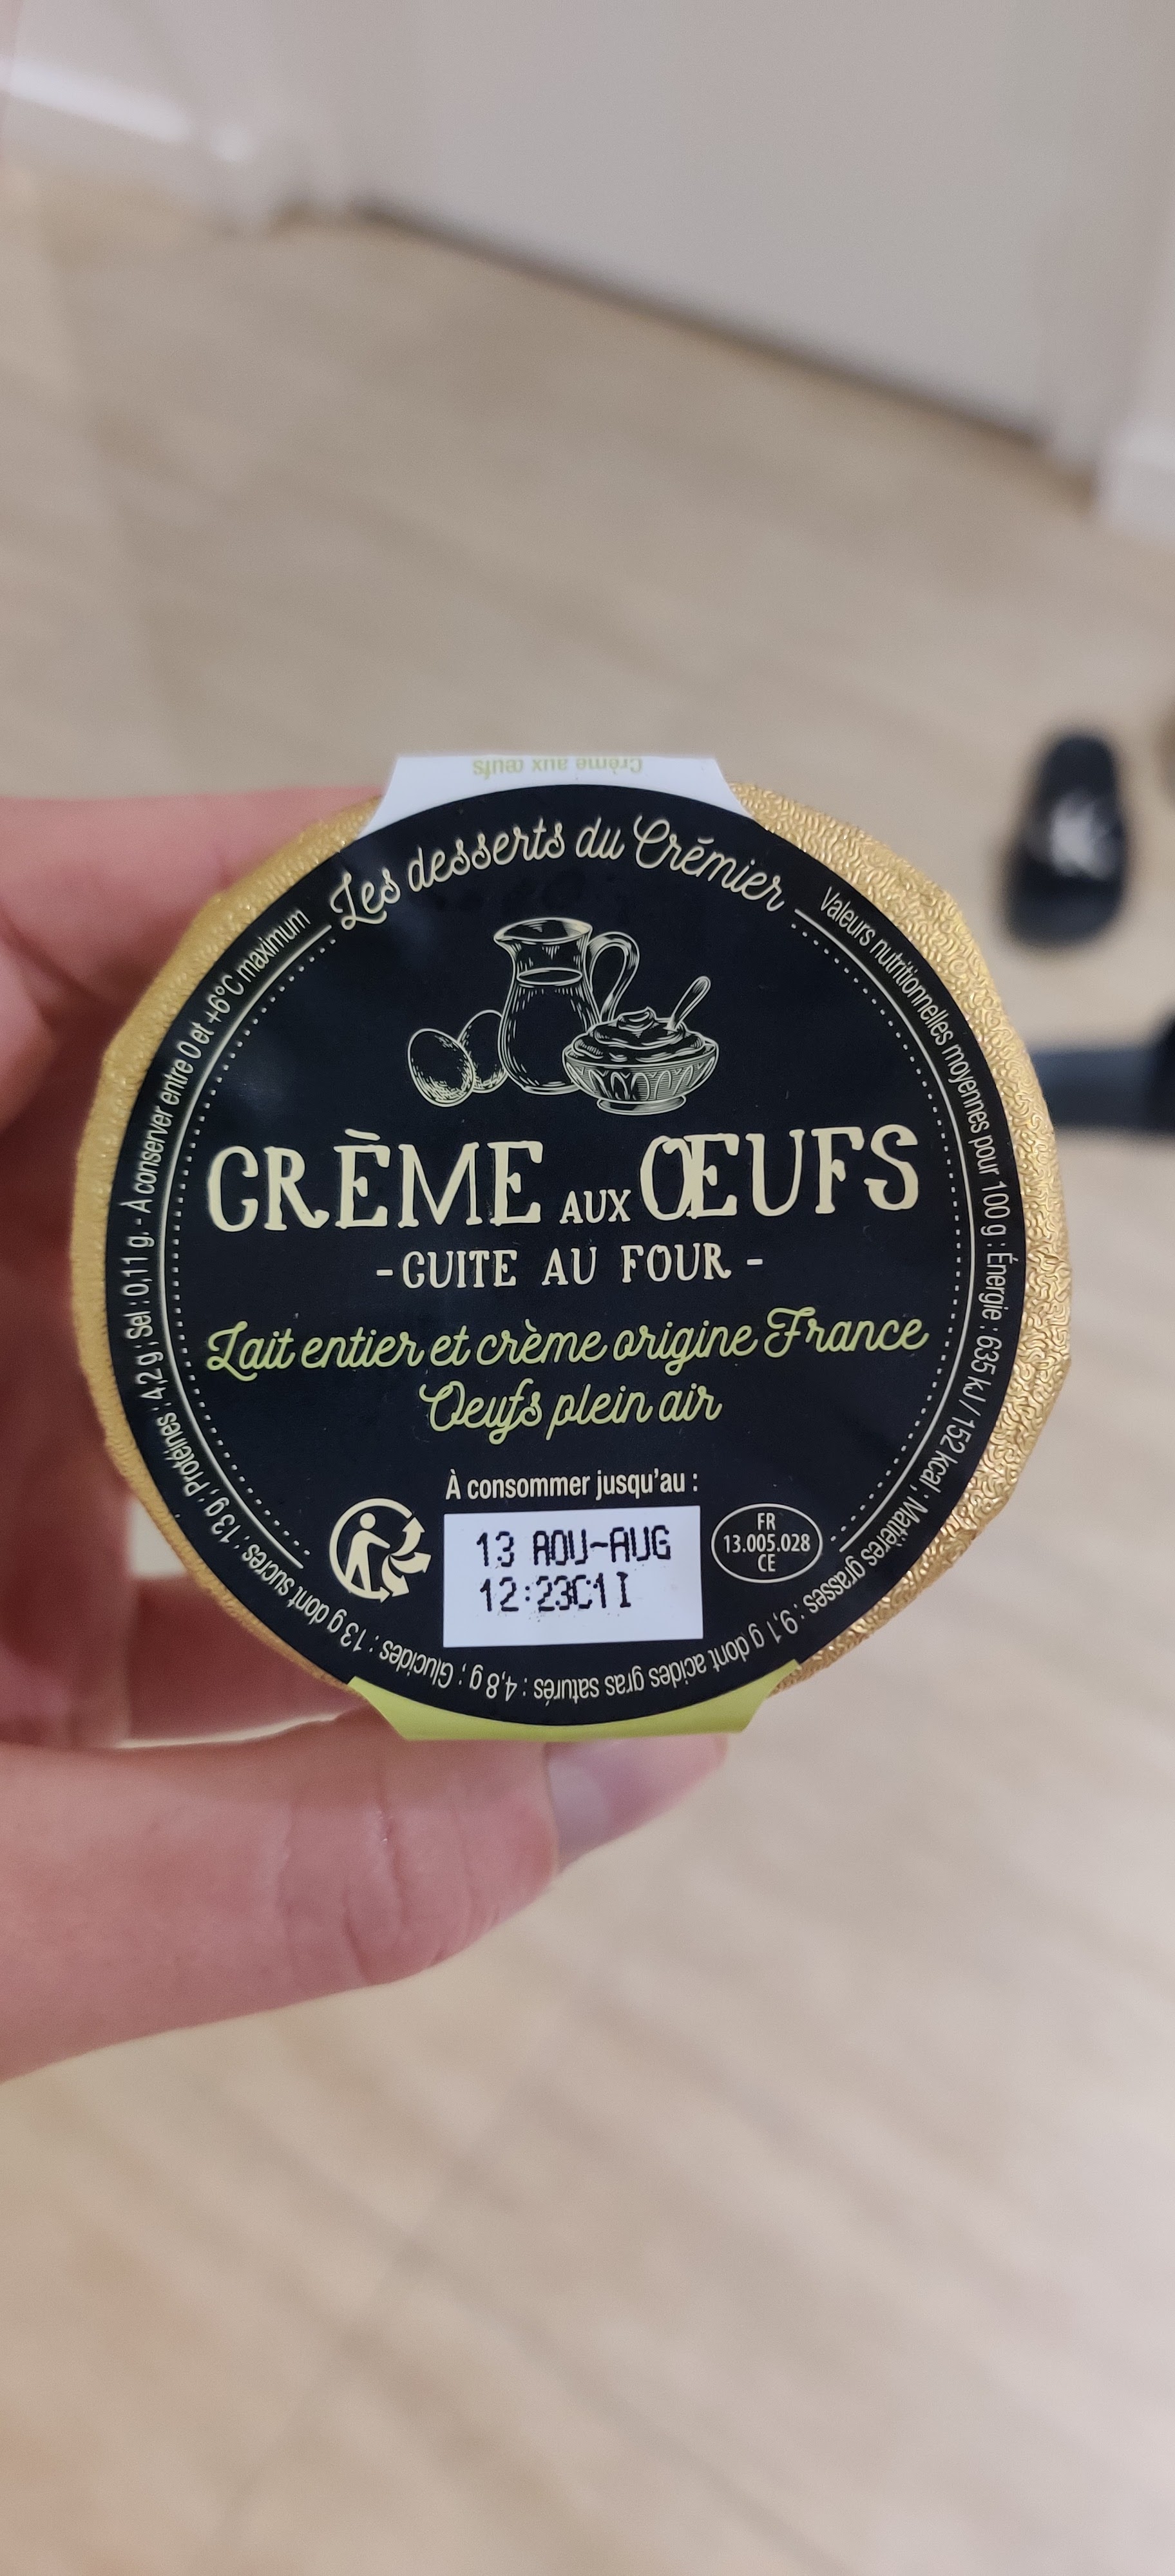 Crème aux œufs
Les desserts du Crémier
CRÈME AUX ŒUFS
- CUITE AU FOUR -
Lait entier et crème origine France
Oeufs plein air
À consommer jusqu'au :
13 AOU-AUG
12:23C1I
FR
13.005.028
CE
Valeurs nutritionnelles moyennes pour 100 g : Énergie : 635 kJ / 152 kcal ; Matières grasses : 9,1 g dont acides gras saturés : 4,8 g ; Glucides : 13 g dont sucres : 13 g ; Protéines : 4,2 g ; Sel : 0,11 g. - À conserver entre 0 et +6°C maximum